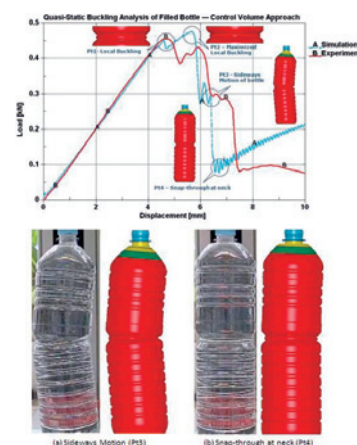 Quasi-Static Buckling Analysis of Filled Bottle — Control Volume Approach
0.5
0.4
0.3
0.2
0.1
0
Load [kN]
Pt1-Local Buckling
Pt2 - Maximized
Local Buckling
Pt3 - Sideways
Motion of bottle
Pt4 - Snap-through at neck
A Simulation
B Experiment
A
B
0 2 4 6 8 10
Displacement [mm]
(a) Sideways Motion (Pt3) (b) Snap-through at neck (Pt4)